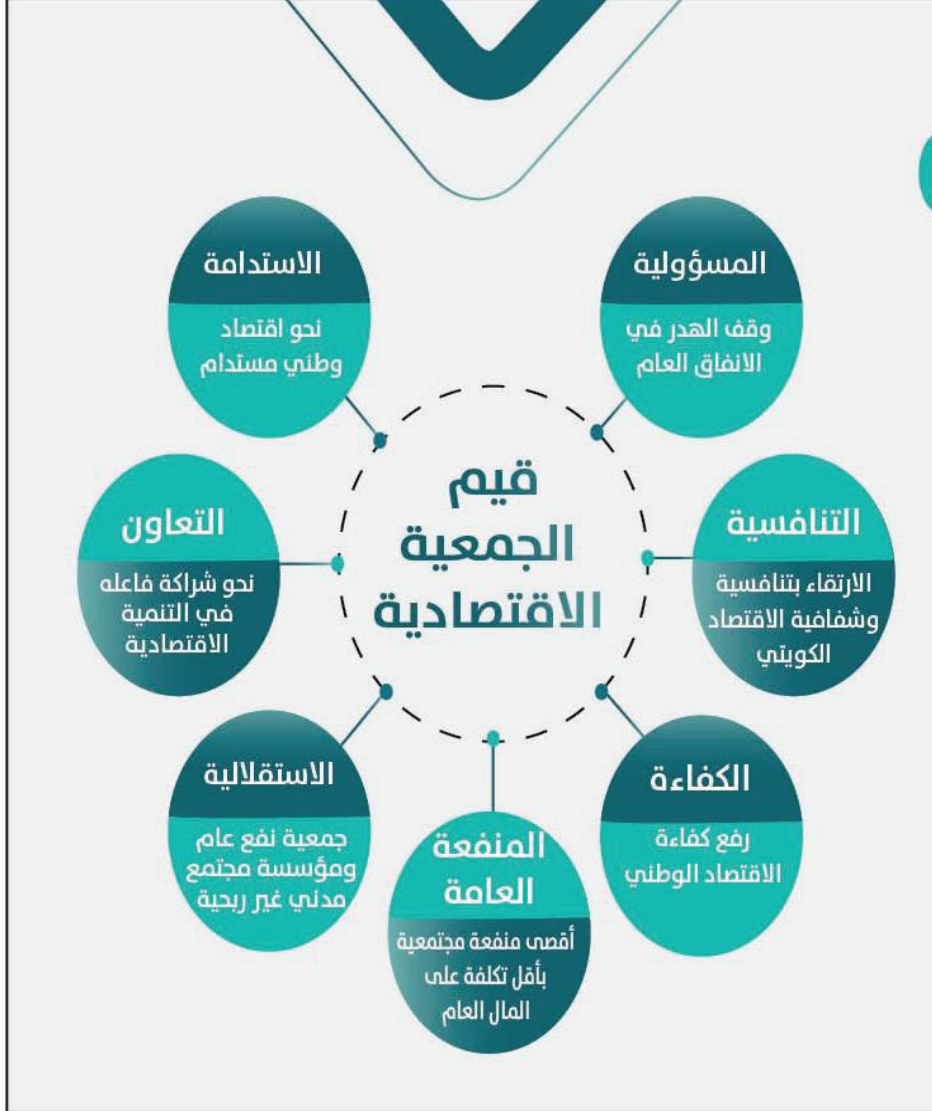 قيم
الجمعية
الاقتصادية
المسؤولية
وقف الهدر في
الانفاق العام
التنافسية
الارتقاء بتنافسية
وشفافية الاقتصاد
الكويتي
الكفاءة
رفع كفاءة
الاقتصاد الوطني
المنفعة
العامة
أقصى منفعة مجتمعية
بأقل تكلفة على
المال العام
الاستقلالية
جمعية نفع عام
ومؤسسة مجتمع
مدني غير ربحية
التعاون
نحو شراكة فاعله
في التنمية
الاقتصادية
الاستدامة
نحو اقتصاد
وطني مستدام